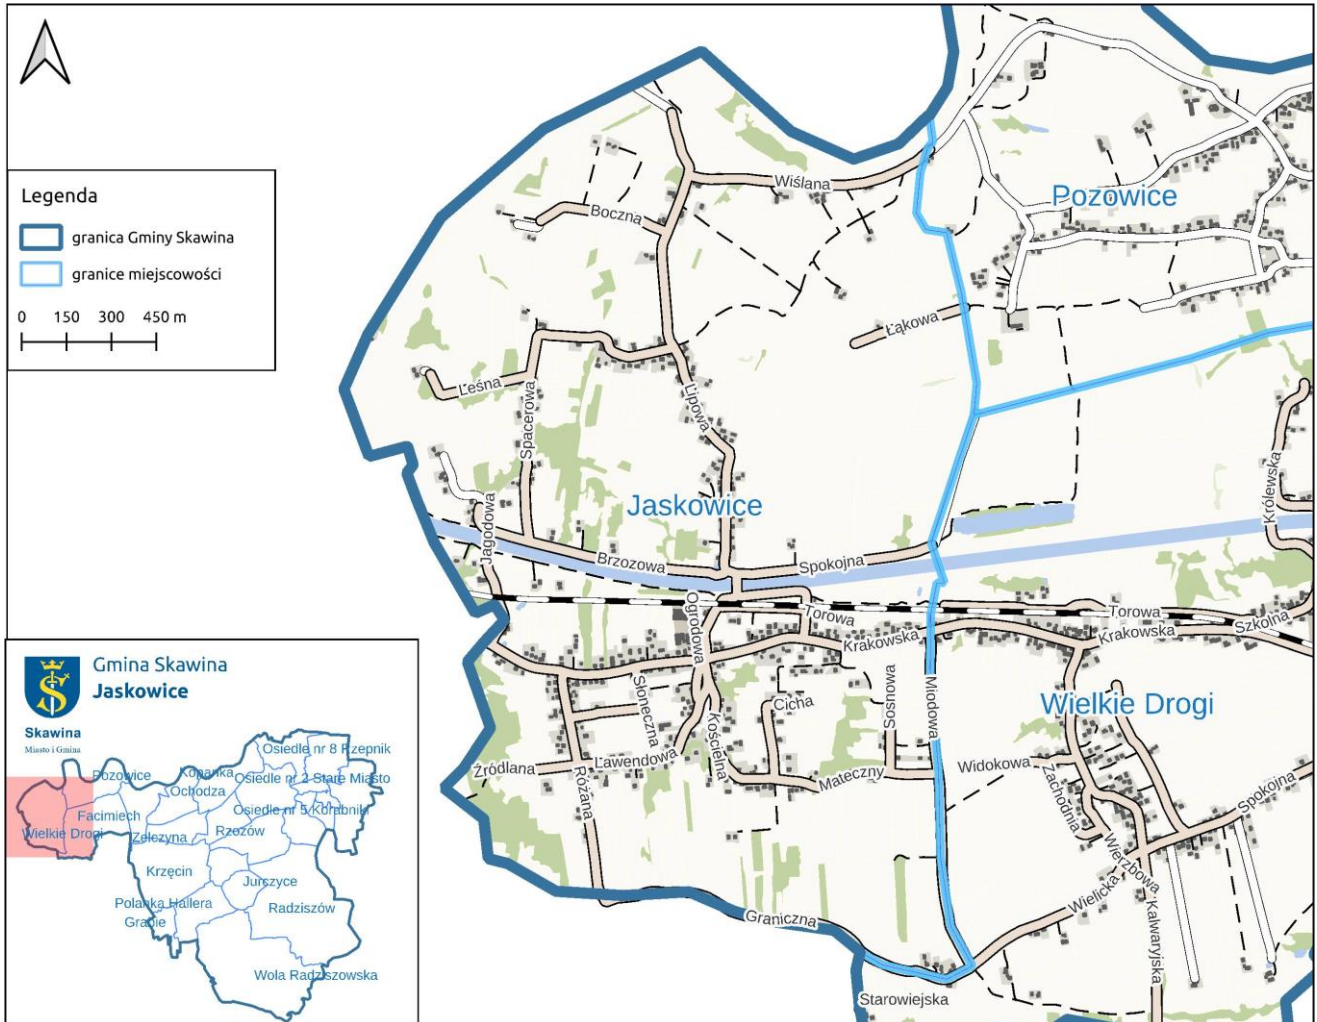 Legenda
granica Gminy Skawina
granice miejscowości
0 150 300 450 m
Wiślana
Boczna
Pozowice
Łąkowa
Leśna
Spacerowa
Lipowa
Jaskowice
Królewska
Jagodowa
Brzozowa
Spokojna
Ogrodowa
Torowa
Torowa
Krakowska
Krakowska
Szkolna
Słoneczna
Cicha
Sosnowa
Miodowa
Wielkie Drogi
Kościelna
Źródlana
Lawendowa
Różana
Mateczny
Widokowa
Zachodnia
Spokojna
Wierzbowa
Wielicka
Kalwaryjska
Graniczna
Starowiejska
Gmina Skawina
Jaskowice
Skawina
Miasto i Gmina
Osiedle nr 8 Rzepnik
Pozowice
Kopanka
Osiedle nr 2 Stare Miasto
Ochodza
Facimiech
Osiedle nr 5 Korabniki
Wielkie Drogi
Zelczyna
Rzozów
Krzęcin
Jurczyce
Polanka Hallera
Radziszów
Grabie
Wola Radziszowska